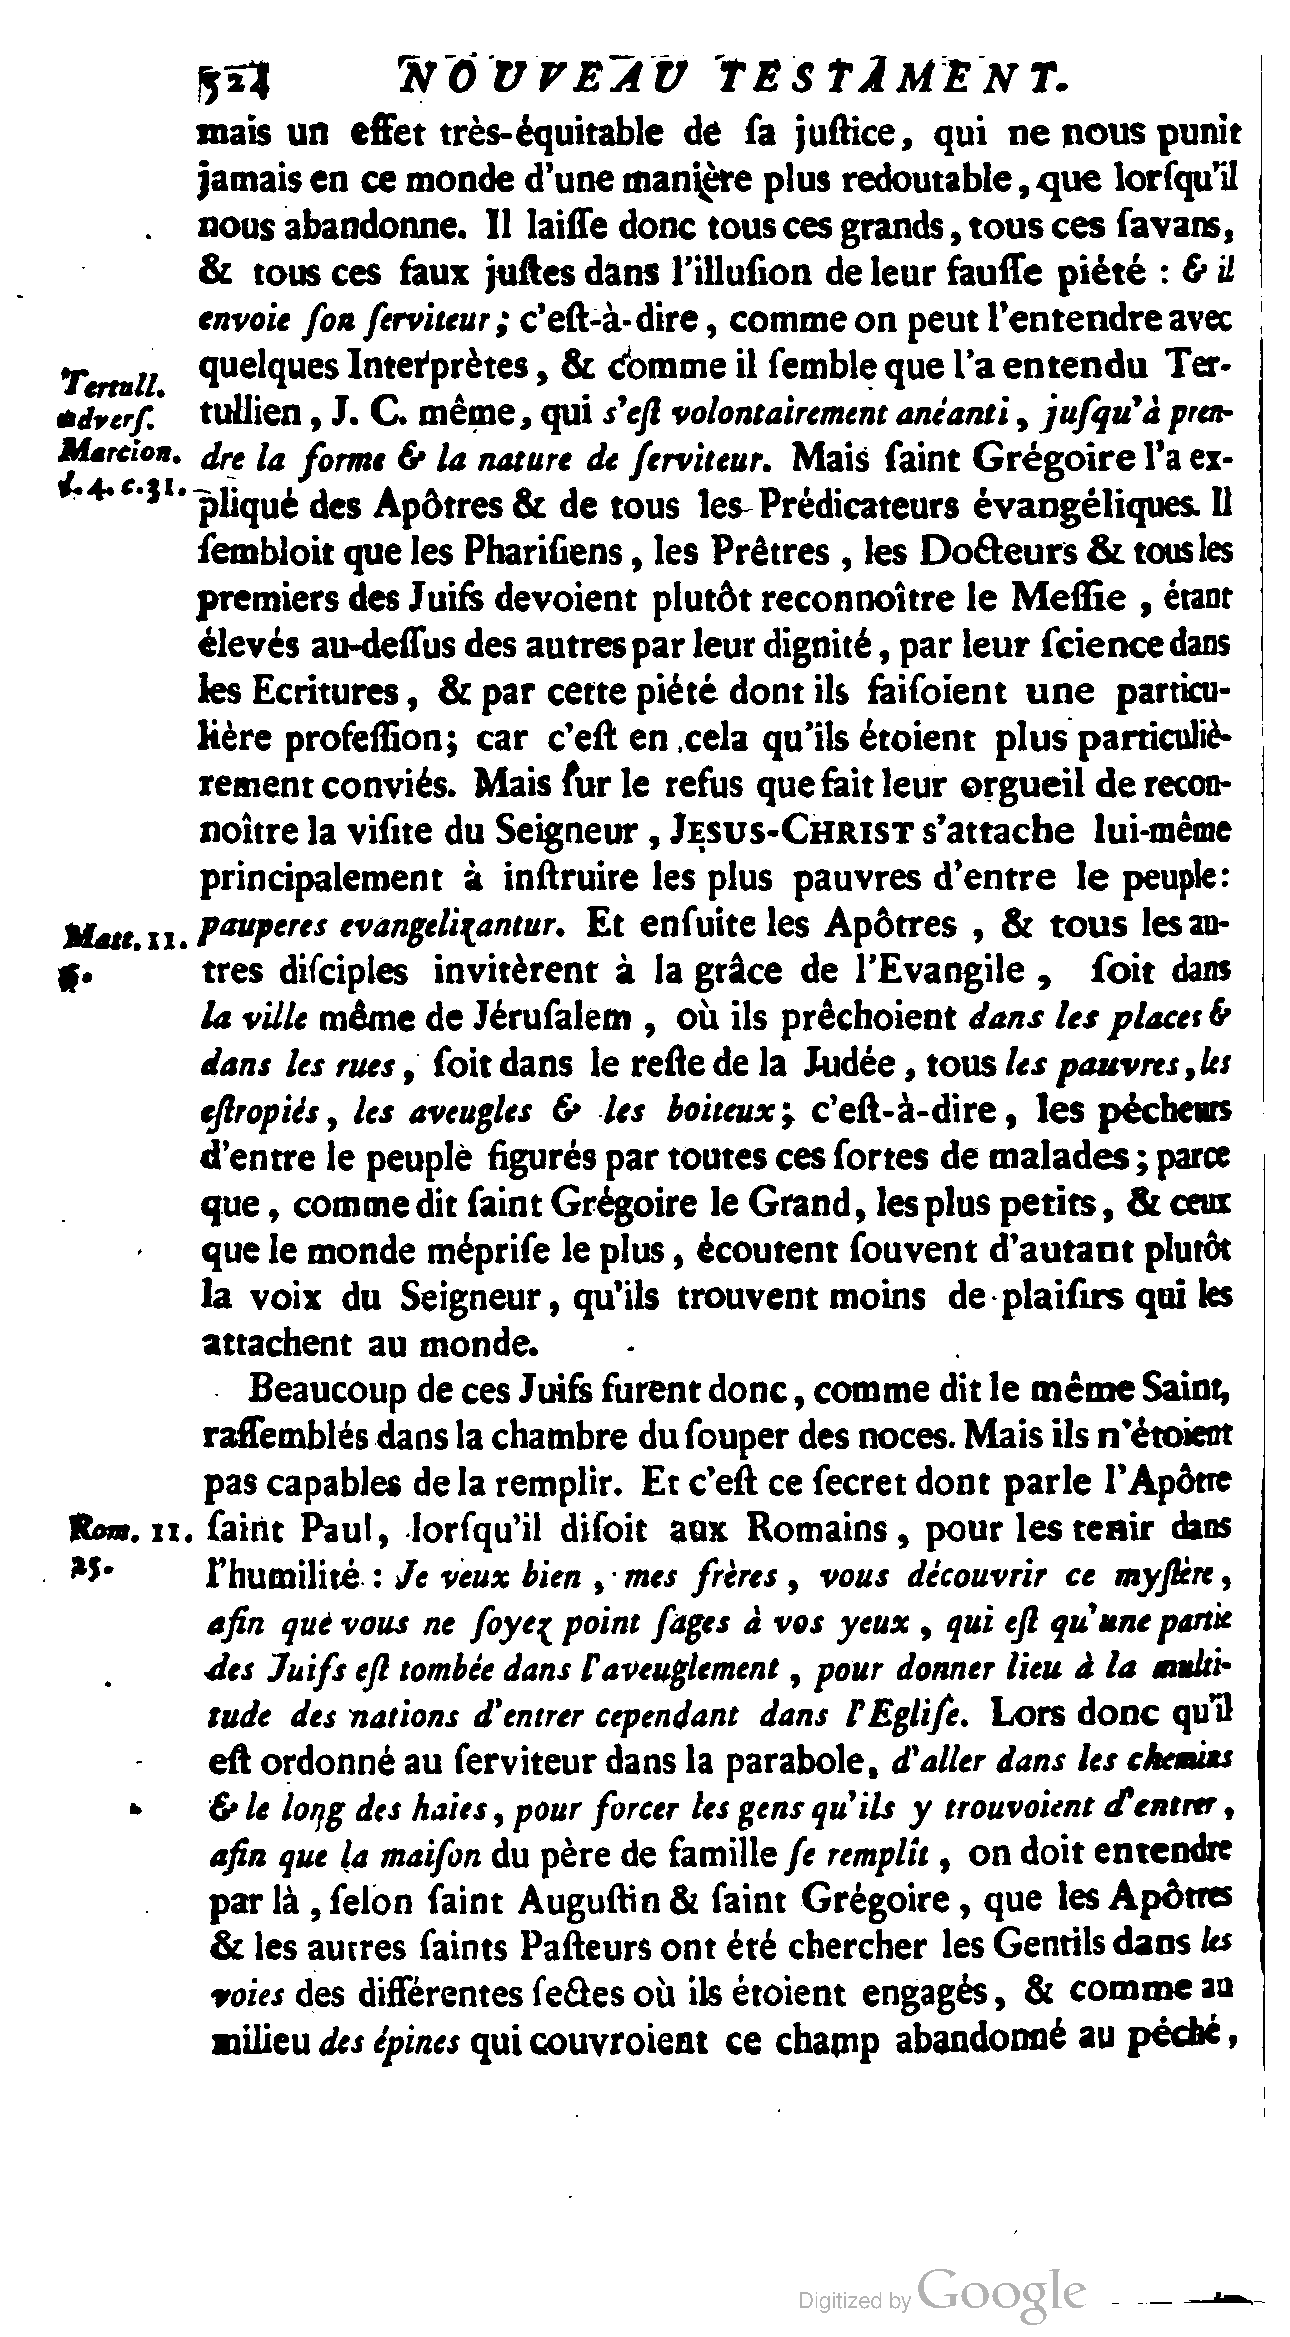 524 NOUVEAU TESTAMENT.
mais un effet très-équitable de ſa juſtice, qui ne nous punit
jamais en ce monde d'une manière plus redoutable, que lorſqu'il
nous abandonne. Il laiſſe donc tous ces grands, tous ces ſavans,
& tous ces faux juſtes dans l'illuſion de leur fauſſe piété : & il
envoie ſon ſerviteur ; c'eſt-à-dire, comme on peut l'entendre avec
quelques Interprètes, & comme il ſemble que l'a entendu Ter-
Tertull.
adverſ.
Marcion.
l. 4. c. 31.
tullien, J. C. même, qui s'eſt volontairement anéanti, juſqu'à pren-
dre la forme & la nature de ſerviteur. Mais ſaint Grégoire l'a ex-
pliqué des Apôtres & de tous les Prédicateurs évangéliques. Il
ſembloit que les Phariſiens, les Prêtres, les Docteurs & tous les
premiers des Juifs devoient plutôt reconnoître le Meſſie, étant
élevés au-deſſus des autres par leur dignité, par leur ſcience dans
les Ecritures, & par cette piété dont ils faiſoient une particu-
lière profeſſion; car c'eſt en cela qu'ils étoient plus particuliè-
rement conviés. Mais ſur le refus que fait leur orgueil de recon-
noître la viſite du Seigneur, JESUS-CHRIST s'attache lui-même
principalement à inſtruire les plus pauvres d'entre le peuple:
Matt. 11.
pauperes evangelizantur. Et enſuite les Apôtres, & tous les au-
tres diſciples invitèrent à la grâce de l'Evangile, ſoit dans
la ville même de Jéruſalem, où ils prêchoient dans les places &
dans les rues, ſoit dans le reſte de la Judée, tous les pauvres, les
eſtropiés, les aveugles & les boiteux; c'eſt-à-dire, les pécheurs
d'entre le peuple figurés par toutes ces ſortes de malades; parce
que, comme dit ſaint Grégoire le Grand, les plus petits, & ceux
que le monde mépriſe le plus, écoutent ſouvent d'autant plutôt
la voix du Seigneur, qu'ils trouvent moins de plaiſirs qui les
attachent au monde.
Beaucoup de ces Juifs furent donc, comme dit le même Saint,
raſſemblés dans la chambre du ſouper des noces. Mais ils n'étoient
pas capables de la remplir. Et c'eſt ce ſecret dont parle l'Apôtre
Rom. 11.
25.
ſaint Paul, lorſqu'il diſoit aux Romains, pour les tenir dans
l'humilité : Je veux bien, mes frères, vous découvrir ce myſtère,
afin que vous ne ſoyez point ſages à vos yeux, qui eſt qu'une partie
des Juifs eſt tombée dans l'aveuglement, pour donner lieu à la multi-
tude des nations d'entrer cependant dans l'Egliſe. Lors donc qu'il
eſt ordonné au ſerviteur dans la parabole, d'aller dans les chemins
& le long des haies, pour forcer les gens qu'ils y trouvoient d'entrer,
afin que la maiſon du père de famille ſe remplît, on doit entendre
par là, ſelon ſaint Auguſtin & ſaint Grégoire, que les Apôtres
& les autres ſaints Paſteurs ont été chercher les Gentils dans les
voies des différentes ſectes où ils étoient engagés, & comme au
milieu des épines qui couvroient ce champ abandonné au péché,
Digitized by Google